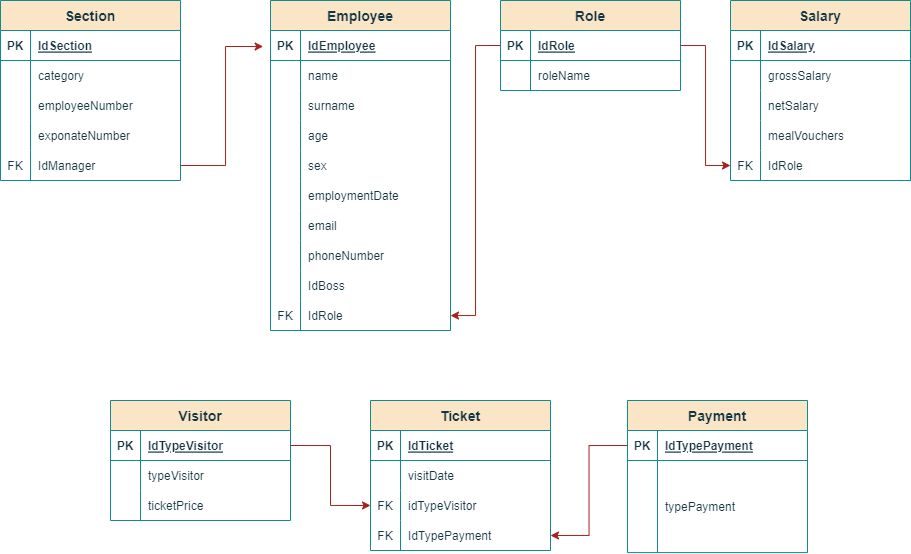 Section
PK IdSection
category
employeeNumber
exponateNumber
FK IdManager
Employee
PK IdEmployee
name
surname
age
sex
employmentDate
email
phoneNumber
IdBoss
FK IdRole
Role
PK IdRole
roleName
Salary
PK IdSalary
grossSalary
netSalary
mealVouchers
FK IdRole
Visitor
PK IdTypeVisitor
typeVisitor
ticketPrice
Ticket
PK IdTicket
visitDate
FK idTypeVisitor
FK IdTypePayment
Payment
PK IdTypePayment
typePayment